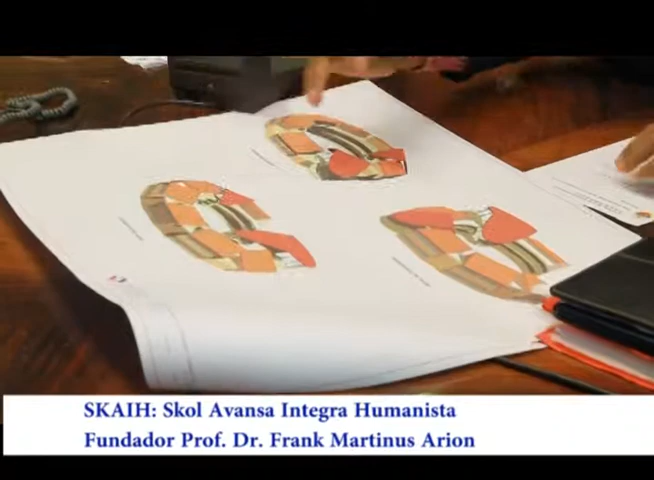 SKAIH: Skol Avansa Integra Humanista
Fundador Prof. Dr. Frank Martinus Arion